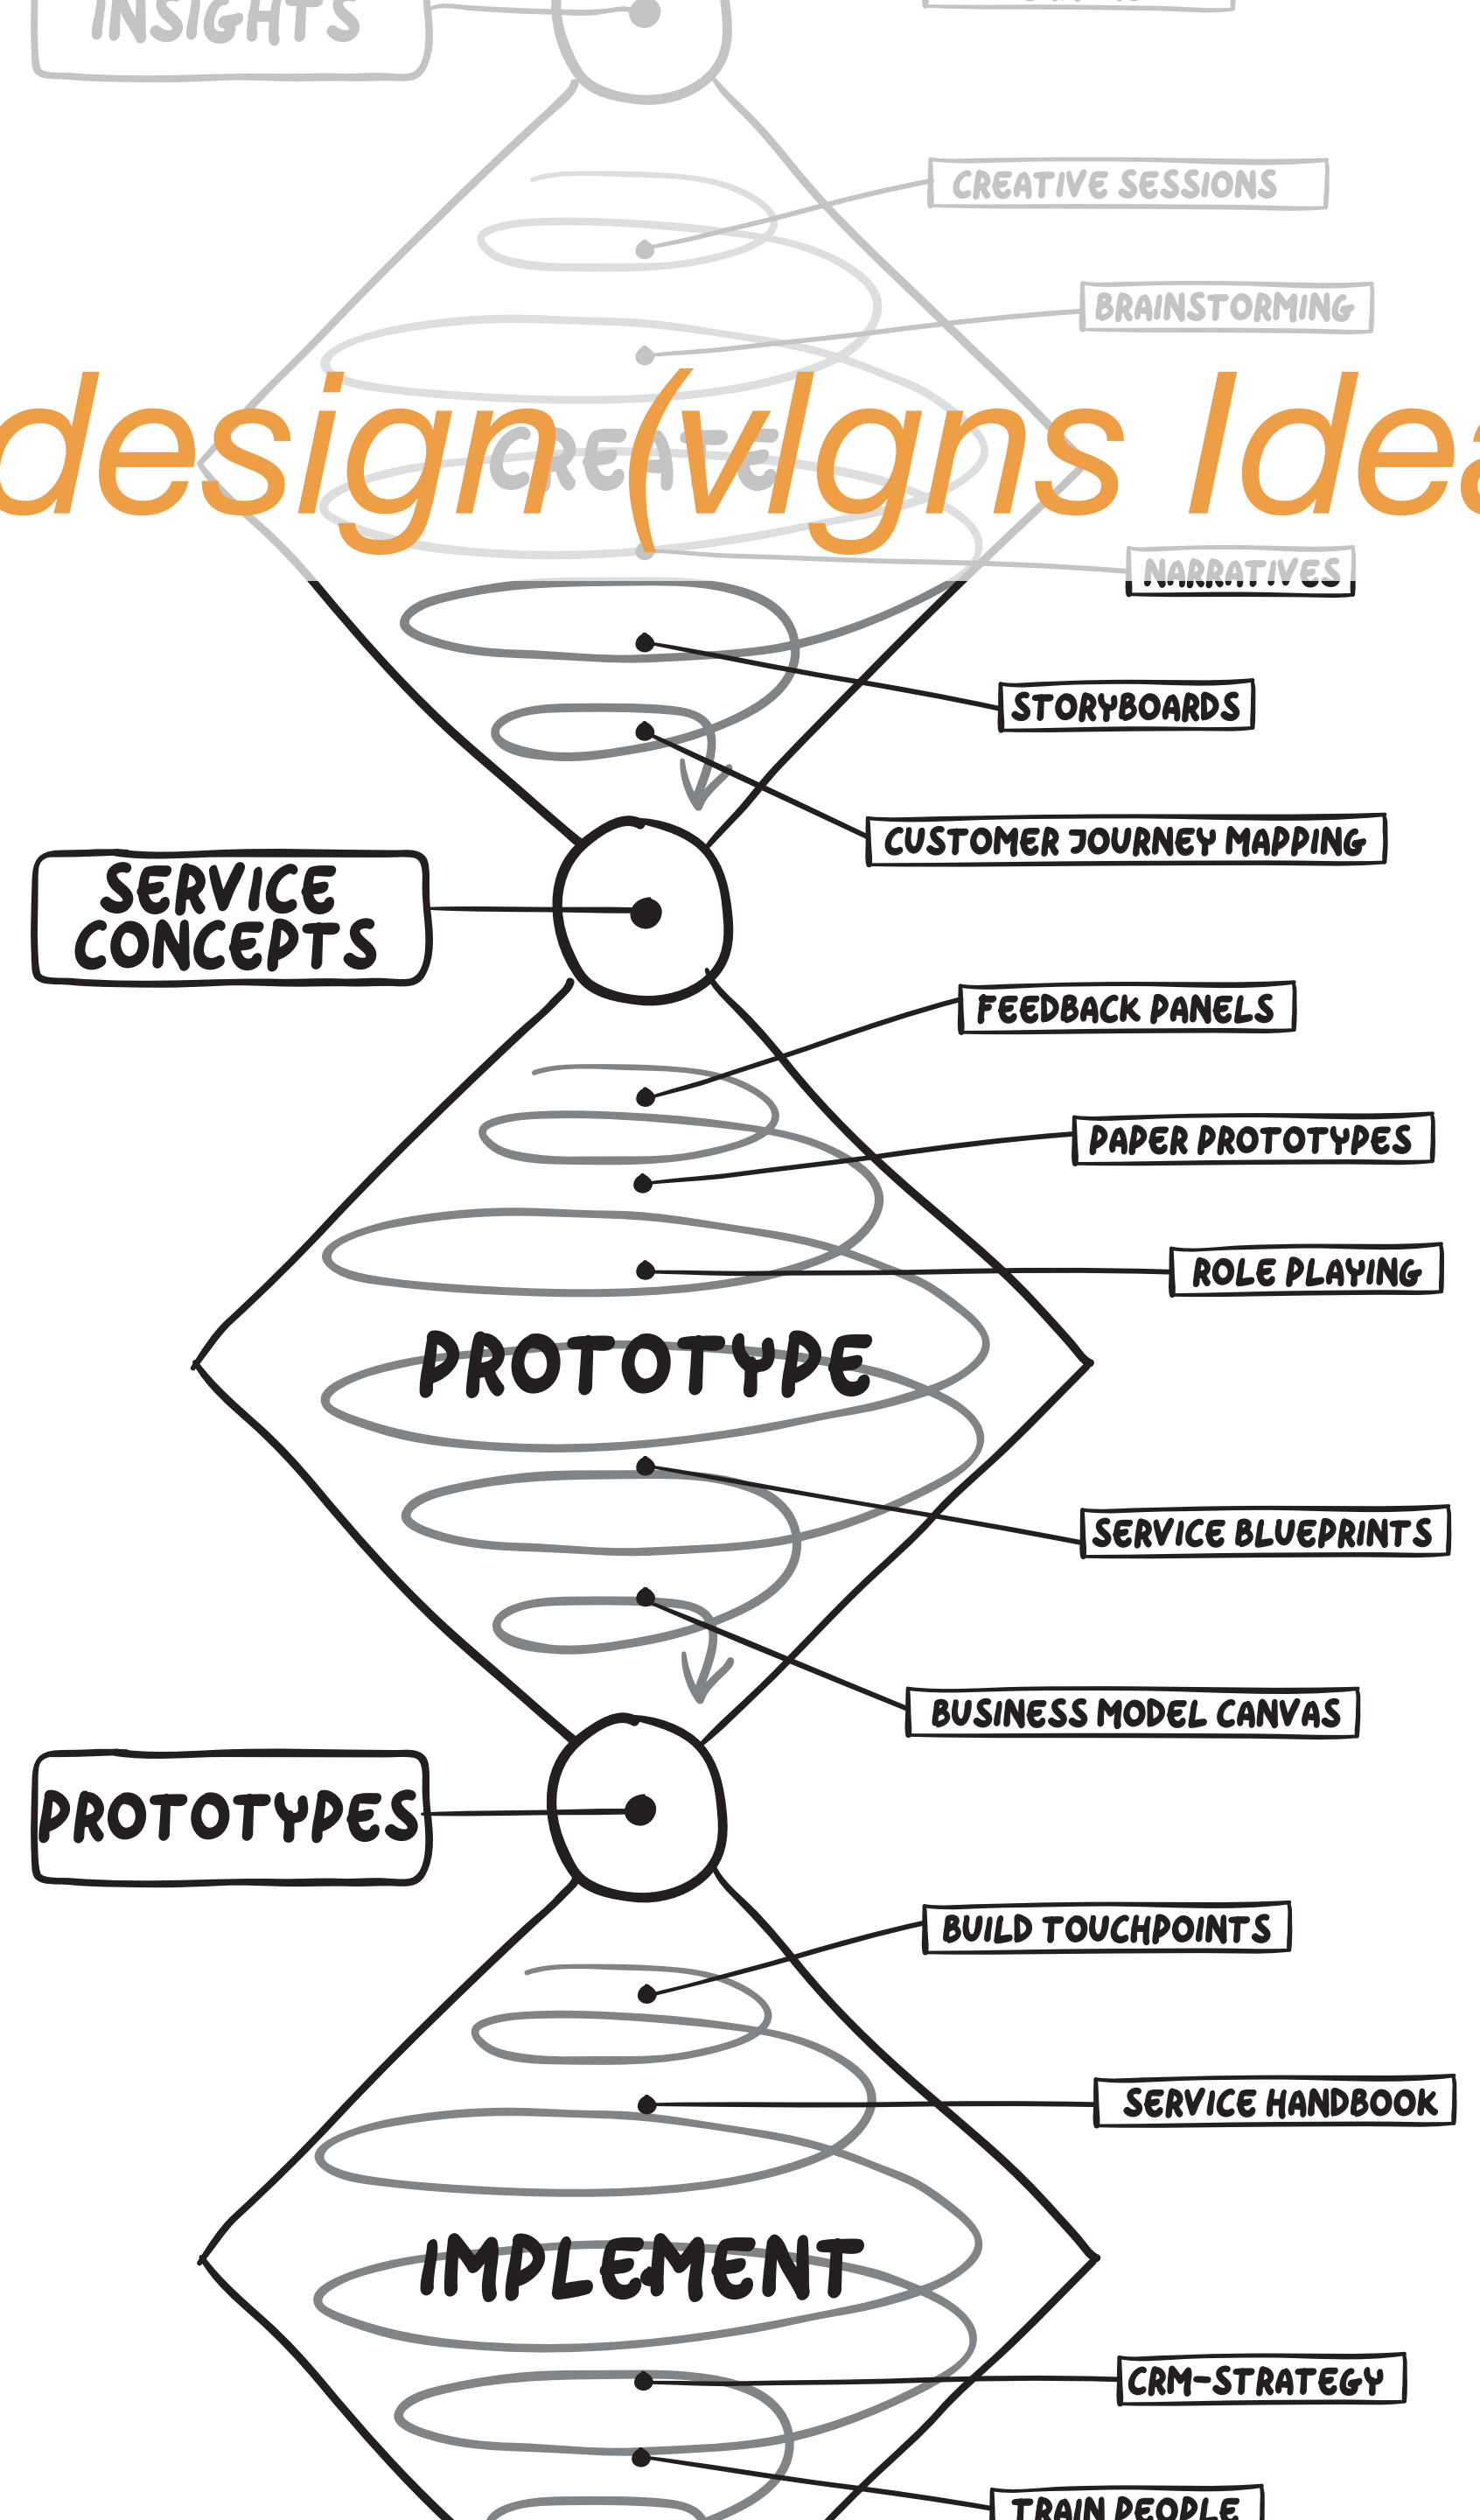 INSIGHTS
CREATIVE SESSIONS
BRAINSTORMING
design (vlgns Idea
CREATE
NARRATIVES
STORYBOARDS
CUSTOMER JOURNEY MAPPING
SERVICE
CONCEPTS
FEEDBACK PANELS
PAPER PROTOTYPES
ROLE PLAYING
PROTOTYPE
SERVICE BLUEPRINTS
BUSINESS MODEL CANVAS
PROTOTYPES
BUILD TOUCHPOINTS
SERVICE HANDBOOK
IMPLEMENT
CRM-STRATEGY
TRAIN PEOPLE